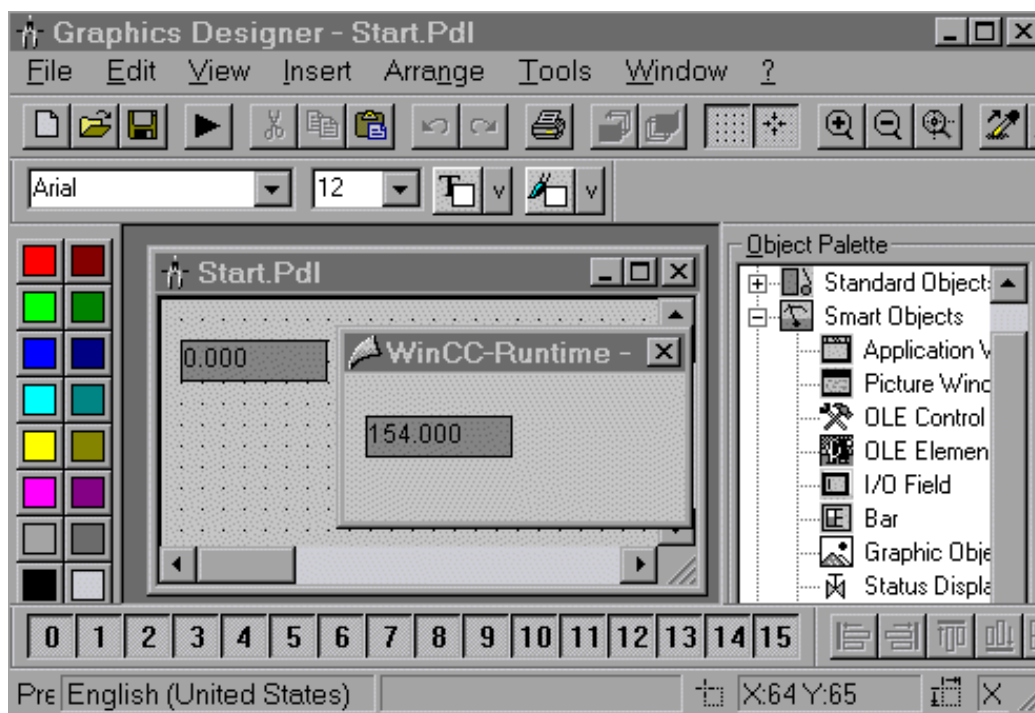 Graphics Designer - Start.Pdl
File Edit View Insert Arrange Tools Window ?
Arial 12
Object Palette
Start.Pdl
Standard Object
Smart Objects
0.000
WinCC-Runtime -
Application
Picture Winc
154.000
OLE Control
OLE Elemen
I/O Field
Bar
Graphic Obje
Status Displa
0 1 2 3 4 5 6 7 8 9 10 11 12 13 14 15
Pre English (United States) X:64 Y:65 X